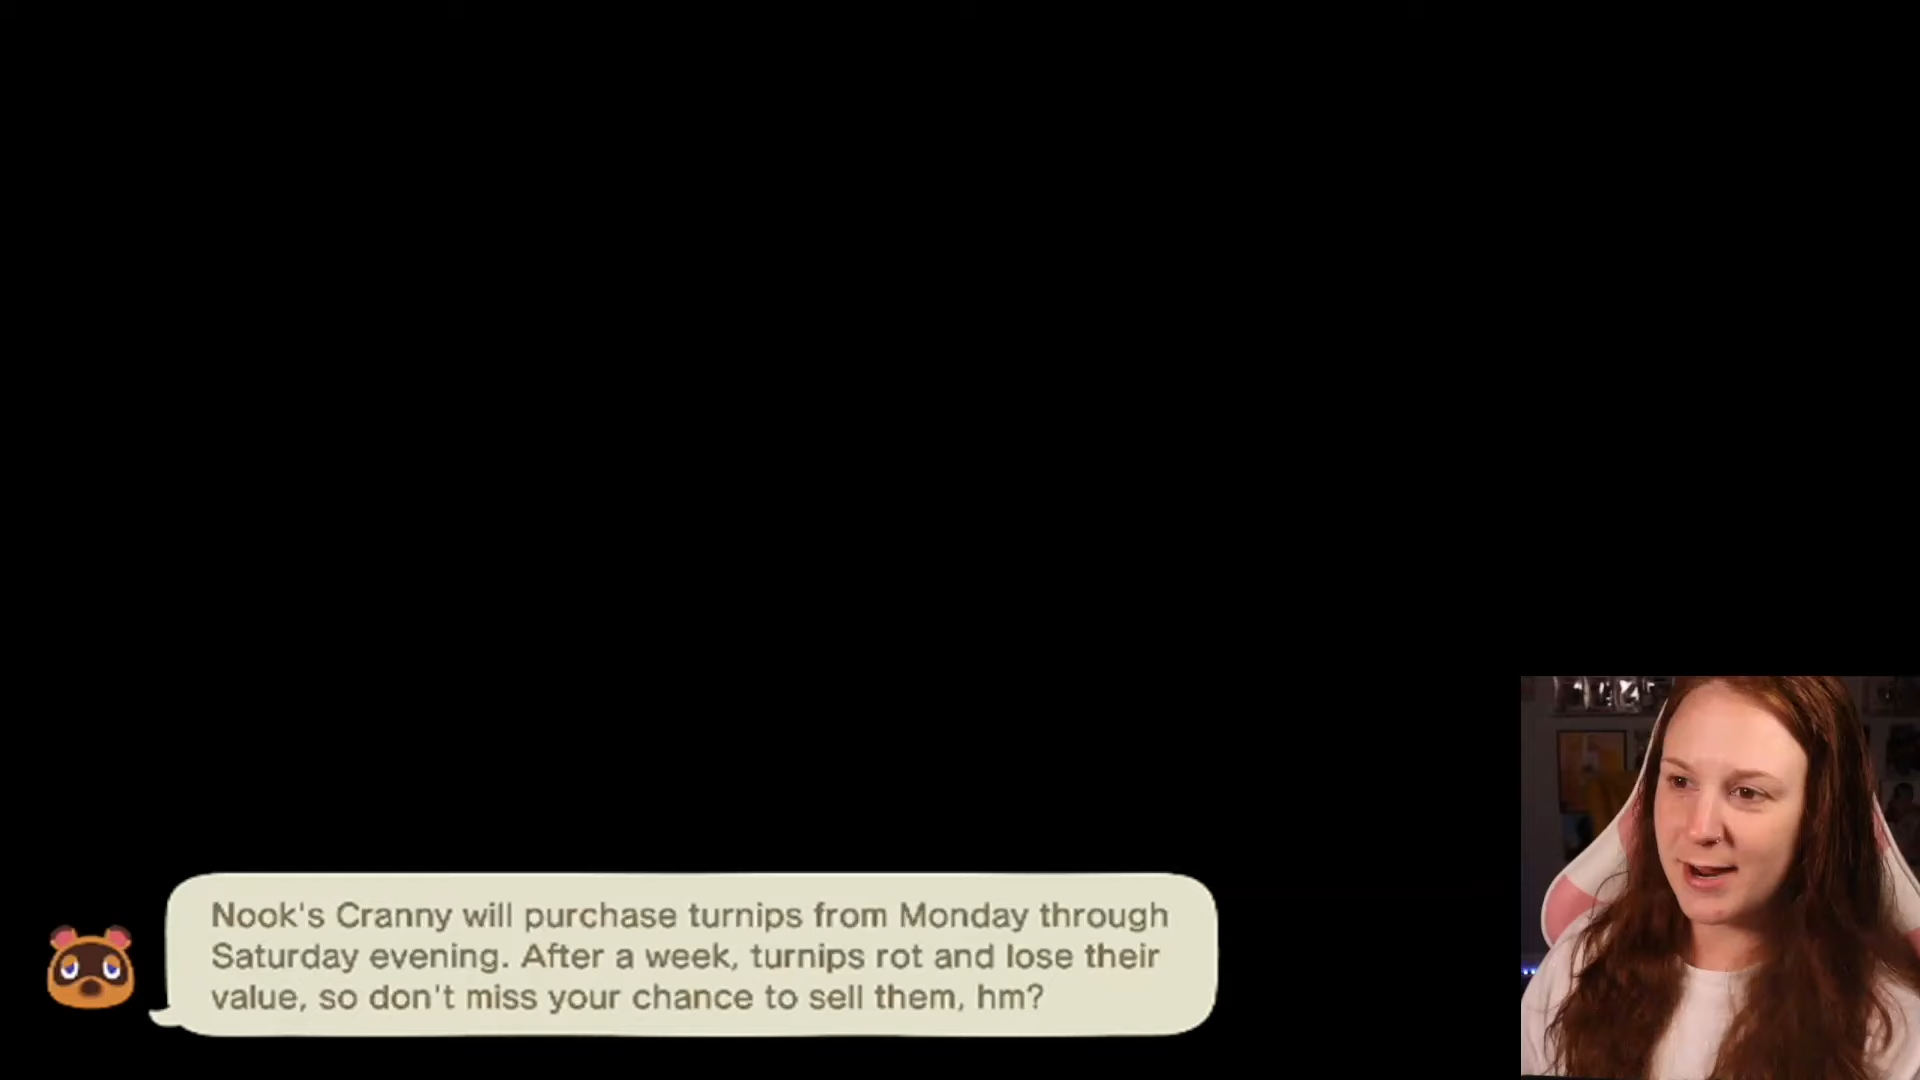 Nook's Cranny will purchase turnips from Monday through
Saturday evening. After a week, turnips rot and lose their
value, so don't miss your chance to sell them, hm?